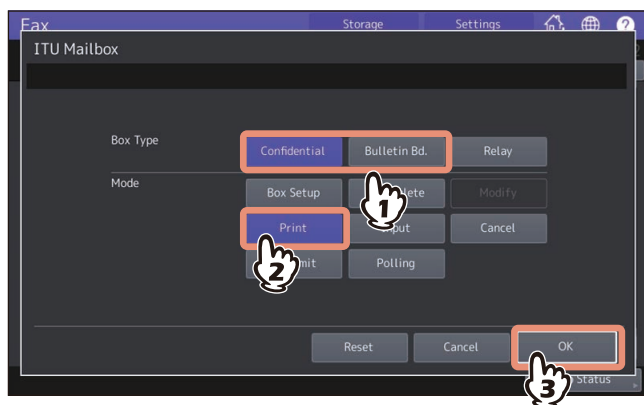 Fax Storage Settings
ITU Mailbox
Box Type
Confidential Bulletin Bd. Relay
Mode
Box Setup Modify
1
Print Cancel
2
Polling
Reset Cancel OK
3
Status